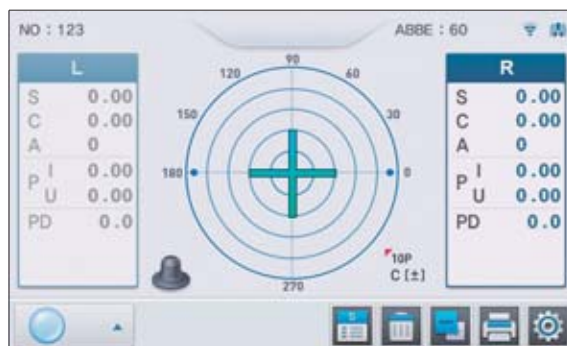 NO : 123
ABBE : 60
L
S 0.00
C 0.00
A 0
P I 0.00
U 0.00
PD 0.0
90
120
60
150
30
180
0
270
10P
C [±]
R
S 0.00
C 0.00
A 0
P I 0.00
U 0.00
PD 0.0